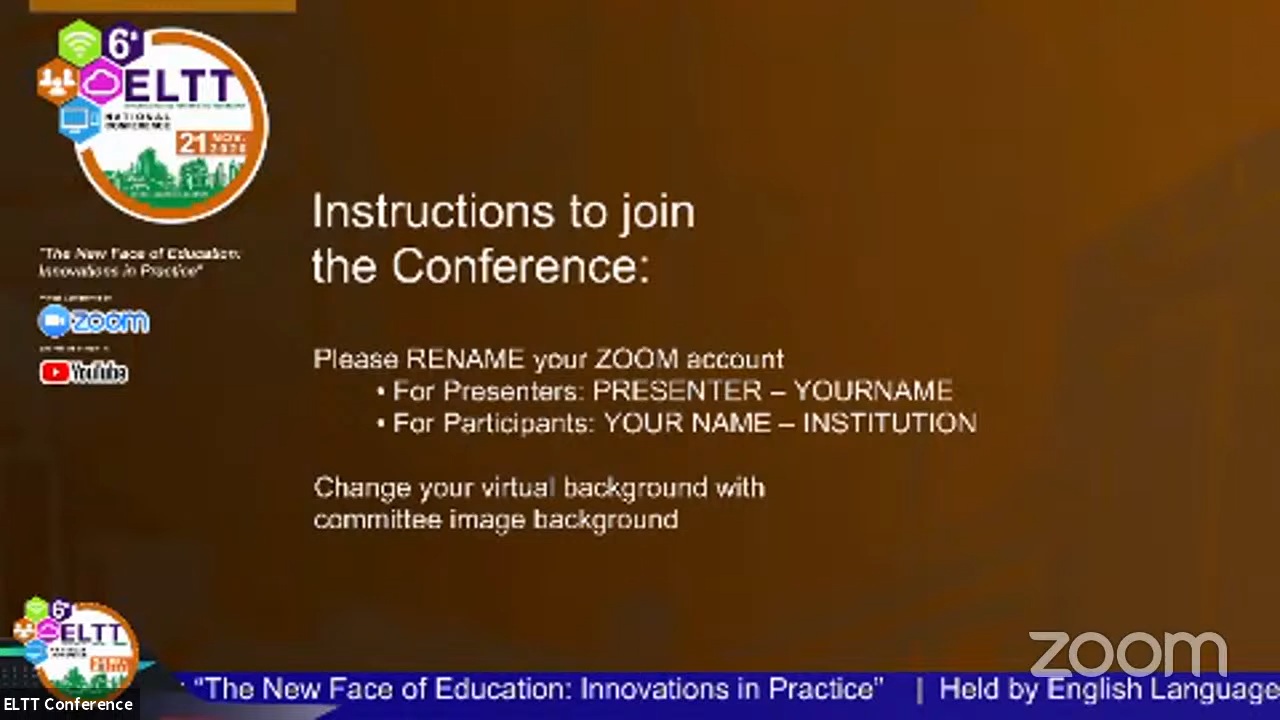 6th
ELTT
NATIONAL
CONFERENCE
21 NOV. 2020
"The New Face of Education:
Innovations in Practice"
zoom
YouTube
Instructions to join
the Conference:
Please RENAME your ZOOM account
• For Presenters: PRESENTER – YOURNAME
• For Participants: YOUR NAME – INSTITUTION
Change your virtual background with
committee image background
6th
ELTT
zoom
: "The New Face of Education: Innovations in Practice" | Held by English Language
ELTT Conference